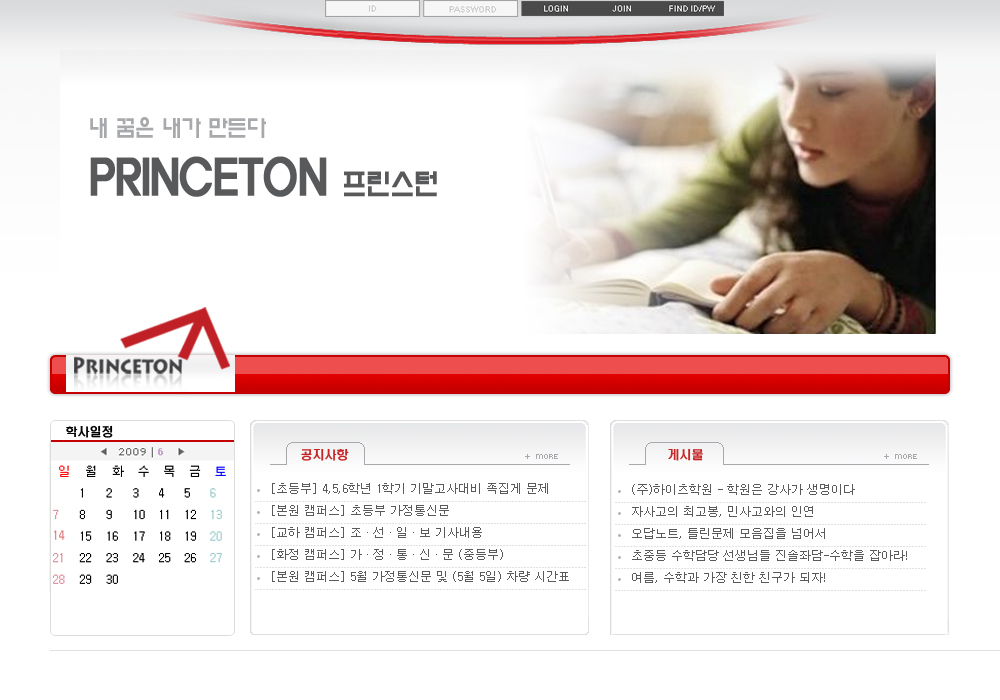 ID PASSWORD LOGIN JOIN FIND ID/PW
내 꿈은 내가 만든다
PRINCETON 프린스턴
PRINCETON
학사일정
2009 | 6
일 월 화 수 목 금 토
1 2 3 4 5 6
7 8 9 10 11 12 13
14 15 16 17 18 19 20
21 22 23 24 25 26 27
28 29 30
공지사항
+ MORE
[초등부] 4,5,6학년 1학기 기말고사대비 족집게 문제
[본원 캠퍼스] 초등부 가정통신문
[교하 캠퍼스] 조 · 선 · 일 · 보 기사내용
[화정 캠퍼스] 가 · 정 · 통 · 신 · 문 (중등부)
[본원 캠퍼스] 5월 가정통신문 및 (5월 5일) 차량 시간표
게시물
+ MORE
(주)하이츠학원 - 학원은 강사가 생명이다
자사고의 최고봉, 민사고와의 인연
오답노트, 틀린문제 모음집을 넘어서
초중등 수학담당 선생님들 진솔좌담-수학을 잡아라!
여름, 수학과 가장 친한 친구가 되자!